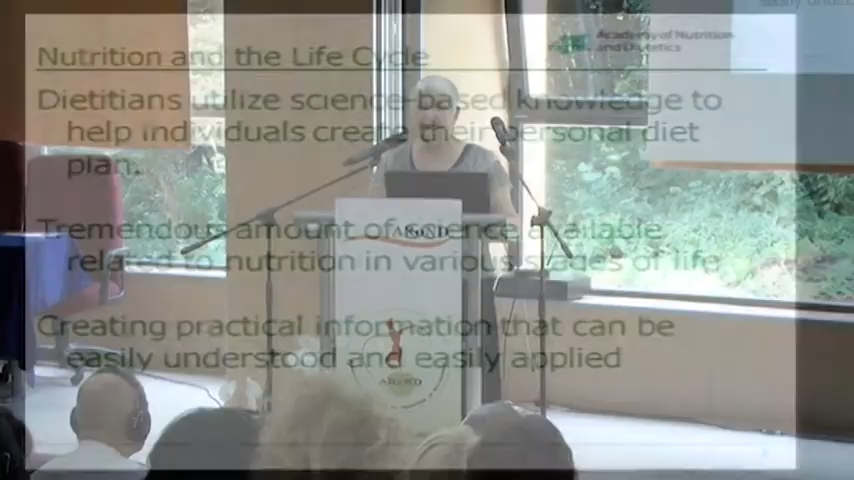 Academy of Nutrition
and Dietetics
Nutrition and the Life Cycle
Dietitians utilize science-based knowledge to
help individuals create their personal diet
plan.
Tremendous amount of science available
related to nutrition in various stages of life
Creating practical information that can be
easily understood and easily applied